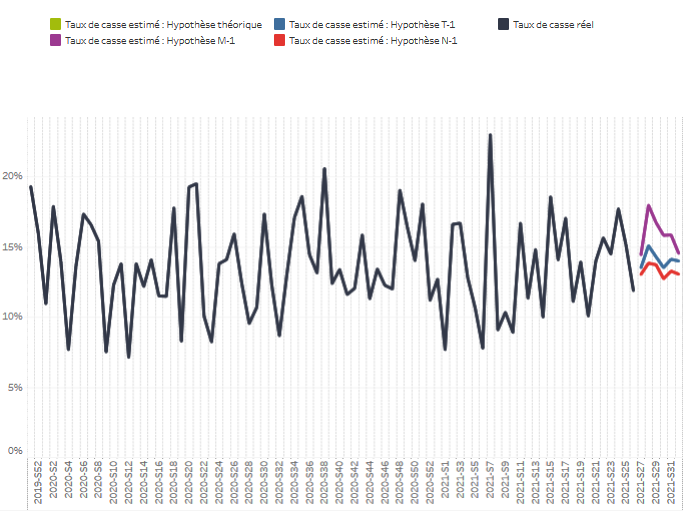 Taux de casse estimé : Hypothèse théorique
Taux de casse estimé : Hypothèse T-1
Taux de casse réel
Taux de casse estimé : Hypothèse M-1
Taux de casse estimé : Hypothèse N-1
20%
15%
10%
5%
0%
2019-S52
2020-S2
2020-S4
2020-S6
2020-S8
2020-S10
2020-S12
2020-S14
2020-S16
2020-S18
2020-S20
2020-S22
2020-S24
2020-S26
2020-S28
2020-S30
2020-S32
2020-S34
2020-S36
2020-S38
2020-S40
2020-S42
2020-S44
2020-S46
2020-S48
2020-S50
2020-S52
2021-S1
2021-S3
2021-S5
2021-S7
2021-S9
2021-S11
2021-S13
2021-S15
2021-S17
2021-S19
2021-S21
2021-S23
2021-S25
2021-S27
2021-S29
2021-S31